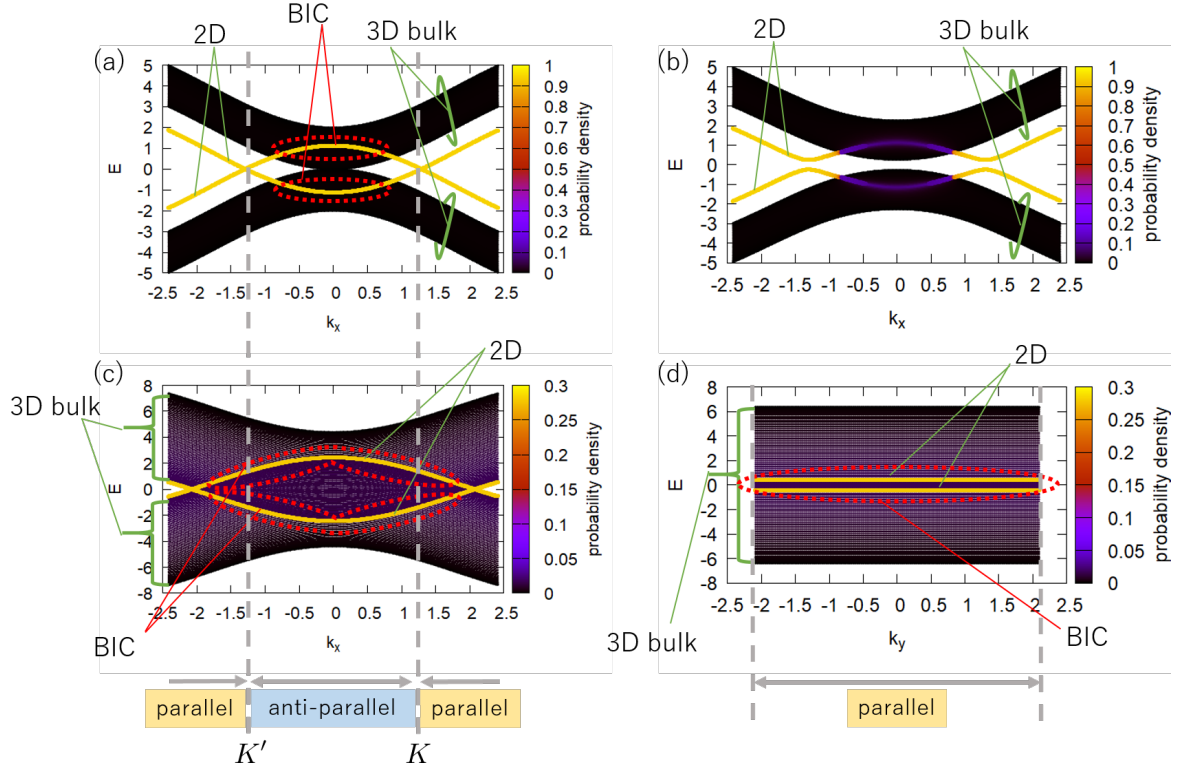 BIC
2D
3D bulk
(a)
5
4
3
2
1
0
-1
-2
-3
-4
-5
E
-2.5 -2 -1.5 -1 -0.5 0 0.5 1 1.5 2 2.5
kx
1
0.9
0.8
0.7
0.6
0.5
0.4
0.3
0.2
0.1
0
probability density
2D
3D bulk
(b)
5
4
3
2
1
0
-1
-2
-3
-4
-5
E
-2.5 -2 -1.5 -1 -0.5 0 0.5 1 1.5 2 2.5
kx
1
0.9
0.8
0.7
0.6
0.5
0.4
0.3
0.2
0.1
0
probability density
2D
(c)
3D bulk
8
6
4
2
0
-2
-4
-6
-8
E
-2.5 -2 -1.5 -1 -0.5 0 0.5 1 1.5 2 2.5
kx
0.3
0.25
0.2
0.15
0.1
0.05
0
probability density
BIC
2D
(d)
8
6
4
2
0
-2
-4
-6
-8
E
-2.5 -2 -1.5 -1 -0.5 0 0.5 1 1.5 2 2.5
ky
0.3
0.25
0.2
0.15
0.1
0.05
0
probability density
3D bulk
BIC
parallel
anti-parallel
parallel
parallel
K′
K